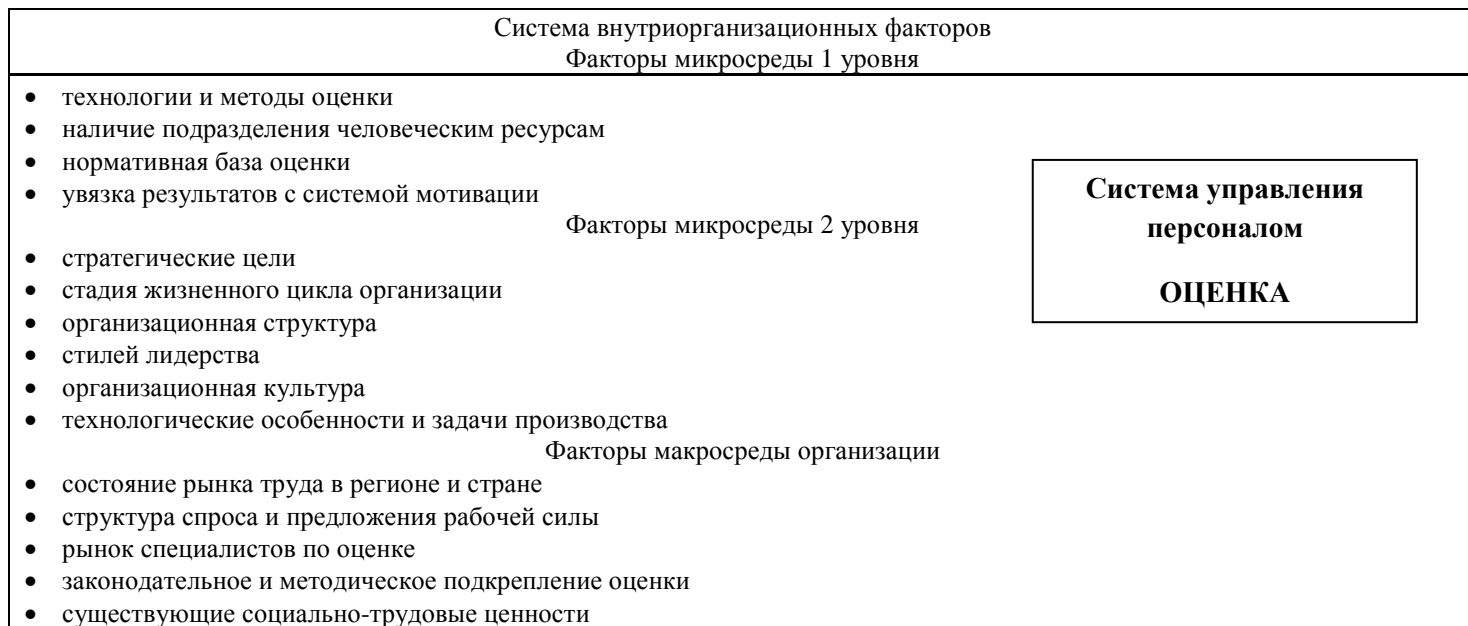 Система внутриорганизационных факторов
Факторы микросреды 1 уровня
• технологии и методы оценки
• наличие подразделения человеческим ресурсам
• нормативная база оценки
• увязка результатов с системой мотивации
Факторы микросреды 2 уровня
• стратегические цели
• стадия жизненного цикла организации
• организационная структура
• стилей лидерства
• организационная культура
• технологические особенности и задачи производства
Факторы макросреды организации
• состояние рынка труда в регионе и стране
• структура спроса и предложения рабочей силы
• рынок специалистов по оценке
• законодательное и методическое подкрепление оценки
• существующие социально-трудовые ценности
Система управления
персоналом
ОЦЕНКА